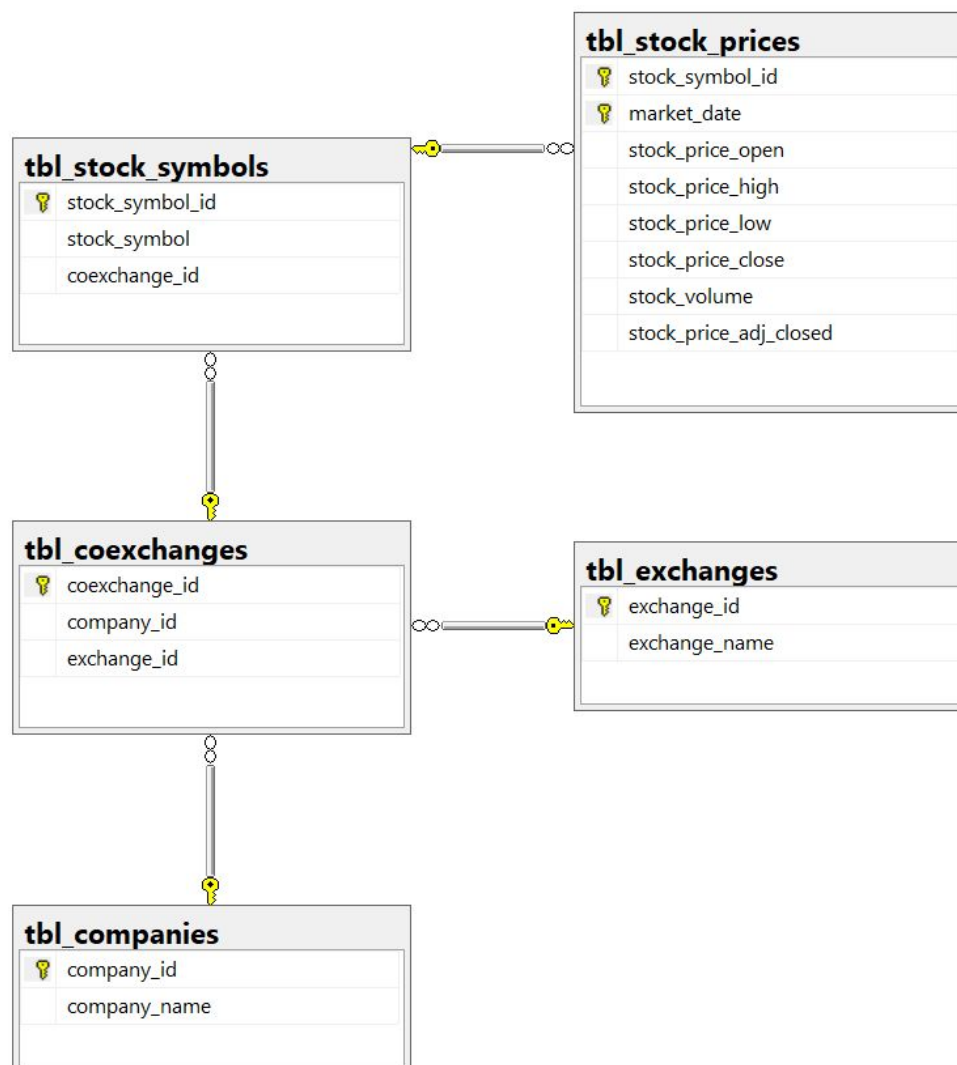 tbl_stock_prices
stock_symbol_id
market_date
stock_price_open
stock_price_high
stock_price_low
stock_price_close
stock_volume
stock_price_adj_closed
tbl_stock_symbols
stock_symbol_id
stock_symbol
coexchange_id
tbl_coexchanges
coexchange_id
company_id
exchange_id
tbl_exchanges
exchange_id
exchange_name
tbl_companies
company_id
company_name